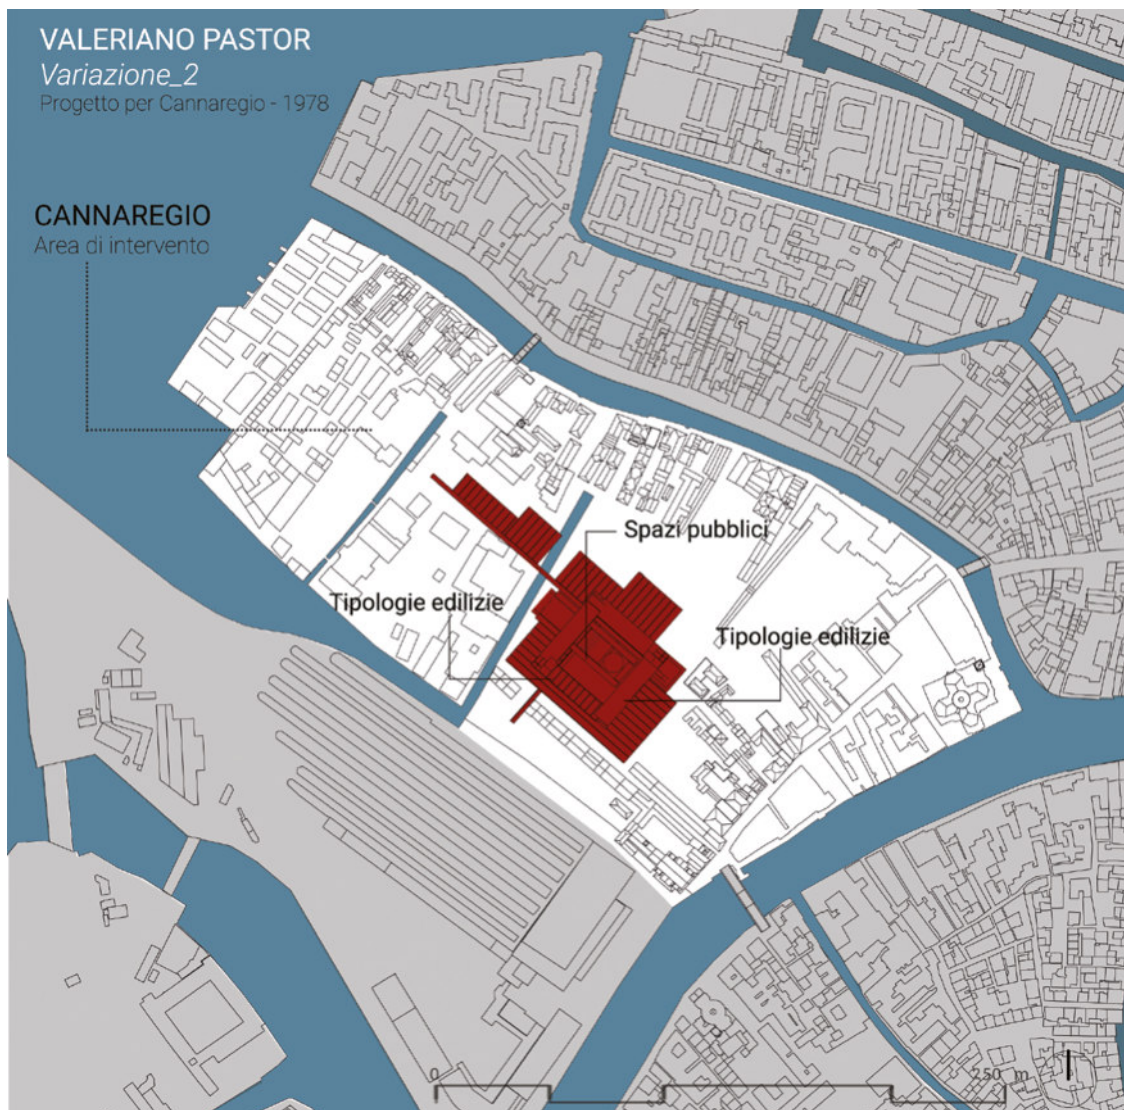 VALERIANO PASTOR
Variazione_2
Progetto per Cannaregio - 1978
CANNAREGIO
Area di intervento
Spazi pubblici
Tipologie edilizie
Tipologie edilizie
0
250 m